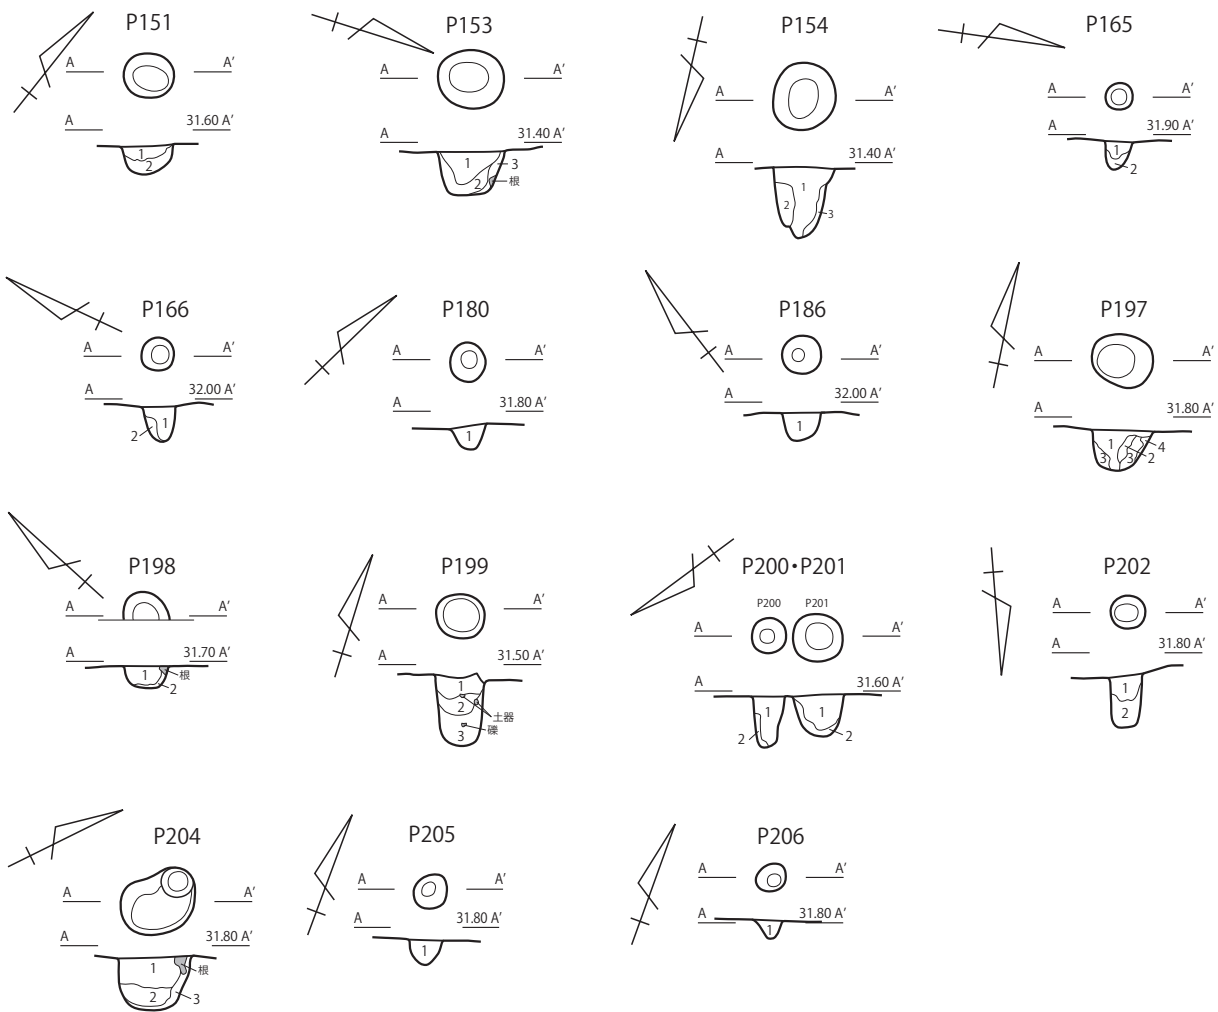 P151
A A′
A 31.60 A′
1
2
P153
A A′
A 31.40 A′
1
2
3
根
P154
A A′
A 31.40 A′
1
2
3
P165
A A′
A 31.90 A′
1
2
P166
A A′
A 32.00 A′
1
2
P180
A A′
A 31.80 A′
1
P186
A A′
A 32.00 A′
1
P197
A A′
A 31.80 A′
1
4
3 3 2
P198
A A′
A 31.70 A′
1 根
2
P199
A A′
A 31.50 A′
1
2
土器
礫
3
P200・P201
P200 P201
A A′
A 31.60 A′
1 1
2 2
P202
A A′
A 31.80 A′
1
2
P204
A A′
A 31.80 A′
1 根
2 3
P205
A A′
A 31.80 A′
1
P206
A A′
A 31.80 A′
1